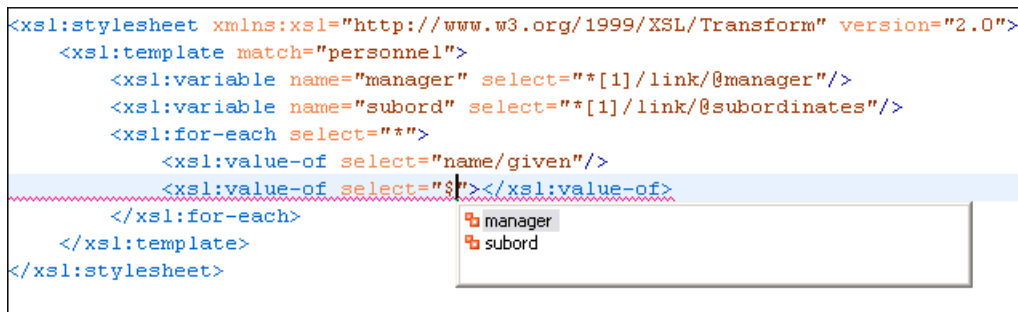 <xsl:stylesheet xmlns:xsl="http://www.w3.org/1999/XSL/Transform" version="2.0">
    <xsl:template match="personnel">
        <xsl:variable name="manager" select="*[1]/link/@manager"/>
        <xsl:variable name="subord" select="*[1]/link/@subordinates"/>
        <xsl:for-each select="*">
            <xsl:value-of select="name/given"/>
            <xsl:value-of select="$"></xsl:value-of>
        </xsl:for-each>
    </xsl:template>
</xsl:stylesheet>
manager
subord